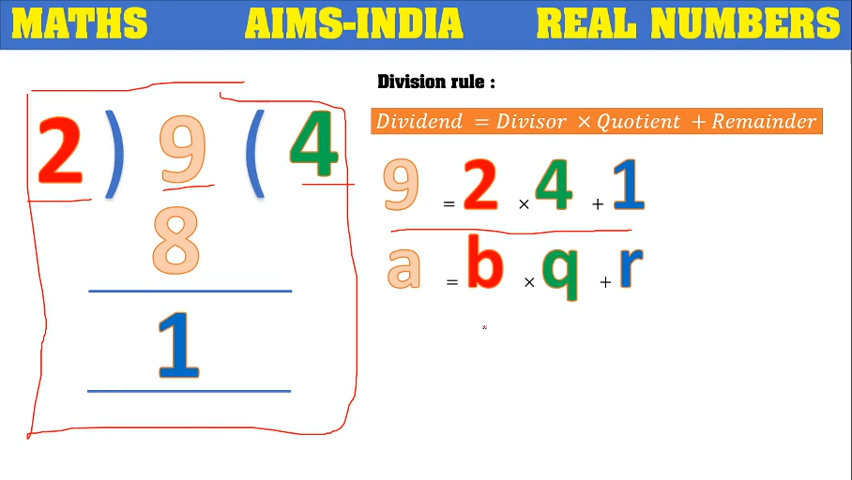 MATHS AIMS-INDIA REAL NUMBERS
Division rule :
Dividend = Divisor × Quotient + Remainder
2 ) 9 ( 4
8
1
9 = 2 × 4 + 1
a = b × q + r